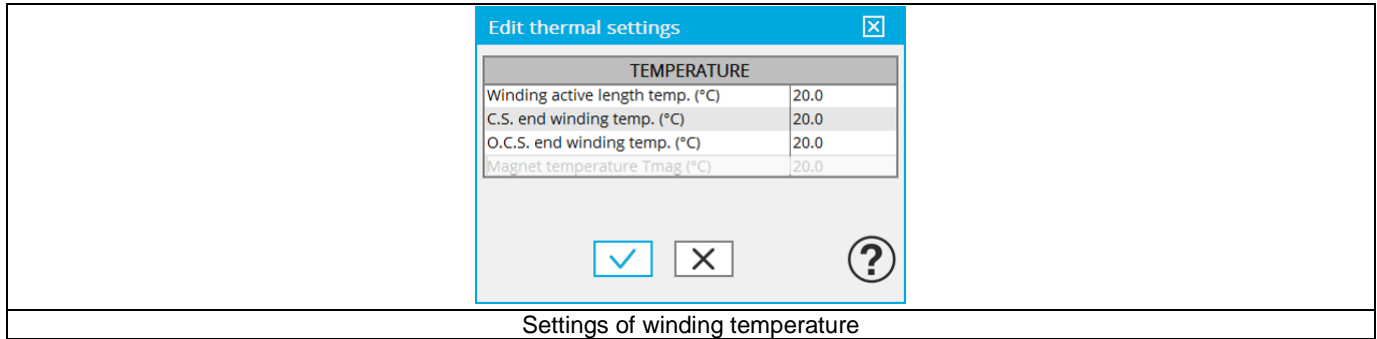 Edit thermal settings
TEMPERATURE
Winding active length temp. (°C) 20.0
C.S. end winding temp. (°C) 20.0
O.C.S. end winding temp. (°C) 20.0
Magnet temperature Tmag (°C) 20.0
?
Settings of winding temperature